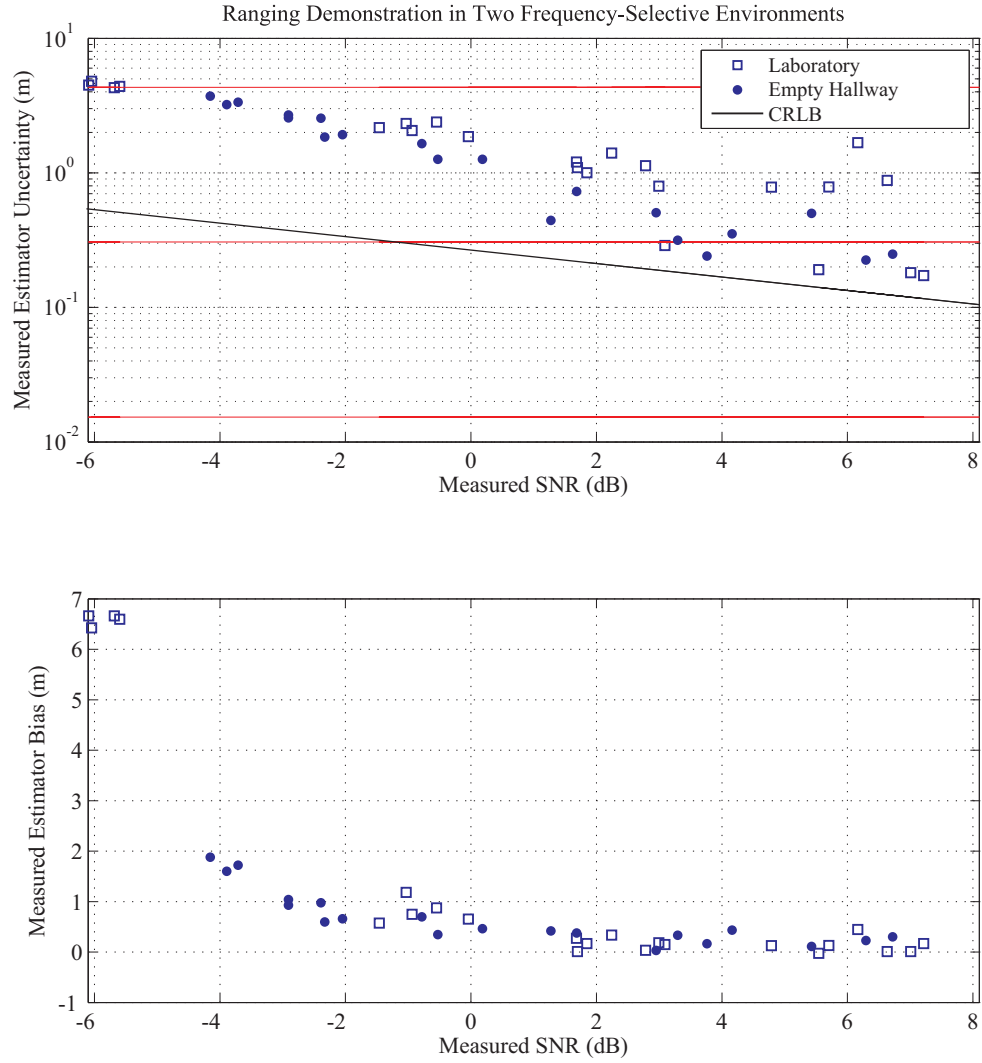 Ranging Demonstration in Two Frequency-Selective Environments
10^1
10^0
10^-1
10^-2
Measured Estimator Uncertainty (m)
Laboratory
Empty Hallway
CRLB
-6 -4 -2 0 2 4 6 8
Measured SNR (dB)
7
6
5
4
3
2
1
0
-1
Measured Estimator Bias (m)
-6 -4 -2 0 2 4 6 8
Measured SNR (dB)